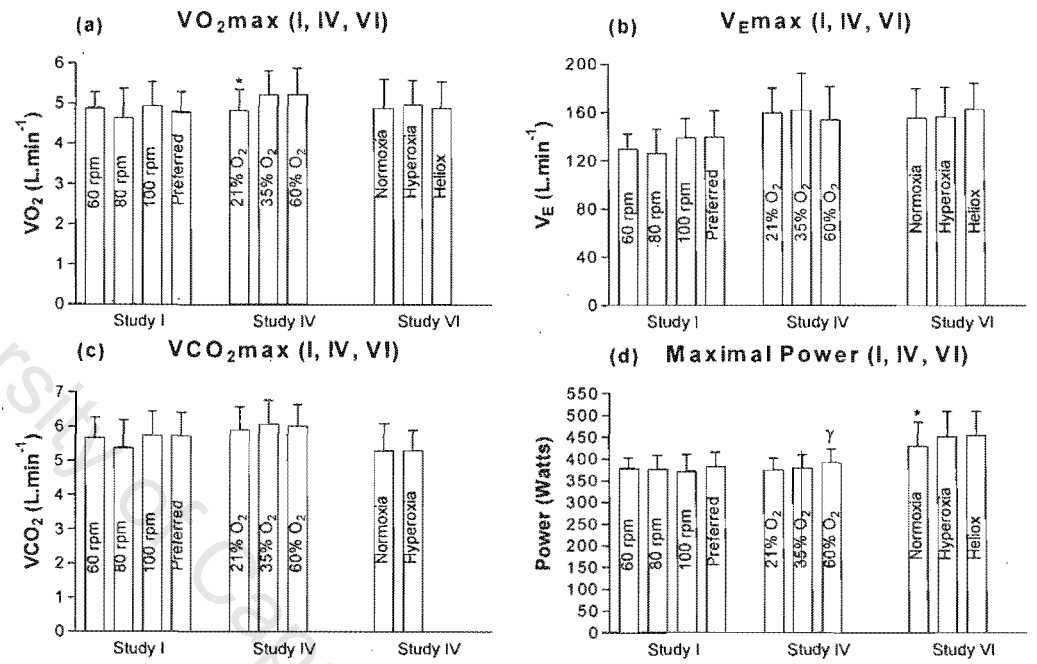 (a) VO₂max (I, IV, VI)
VO₂ (L.min⁻¹)
6
5
4
3
2
1
0
60 rpm
80 rpm
100 rpm
Preferred
*
21% O₂
35% O₂
60% O₂
Normoxia
Hyperoxia
Heliox
Study I
Study IV
Study VI
(b) VEmax (I, IV, VI)
VE (L.min⁻¹)
200
160
120
80
40
0
60 rpm
80 rpm
100 rpm
Preferred
21% O₂
35% O₂
60% O₂
Normoxia
Hyperoxia
Heliox
Study I
Study IV
Study VI
(c) VCO₂max (I, IV, VI)
VCO₂ (L.min⁻¹)
7
6
5
4
3
2
1
0
60 rpm
80 rpm
100 rpm
Preferred
21% O₂
35% O₂
60% O₂
Normoxia
Hyperoxia
Study I
Study IV
Study IV
(d) Maximal Power (I, IV, VI)
Power (Watts)
550
500
450
400
350
300
250
200
150
100
50
0
60 rpm
80 rpm
100 rpm
Preferred
21% O₂
35% O₂
γ
60% O₂
*
Normoxia
Hyperoxia
Heliox
Study I
Study IV
Study VI
ersity of Cap